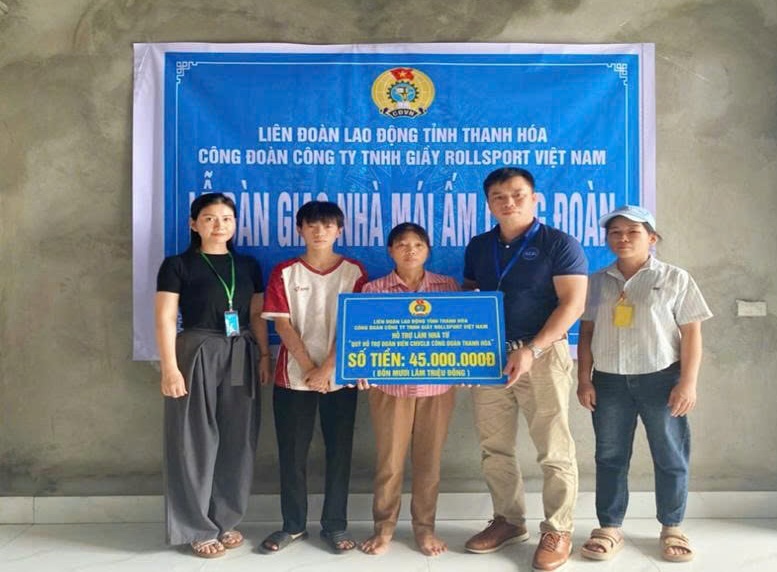 CĐVN
LIÊN ĐOÀN LAO ĐỘNG TỈNH THANH HÓA
CÔNG ĐOÀN CÔNG TY TNHH GIẦY ROLLSPORT VIỆT NAM
BÀN GIAO NHÀ MÁI ẤM ĐOÀN
LIÊN ĐOÀN LAO ĐỘNG TỈNH THANH HÓA
CÔNG ĐOÀN CÔNG TY TNHH GIẦY ROLLSPORT VIỆT NAM
HỖ TRỢ LÀM NHÀ TỪ
"QUỸ HỖ TRỢ ĐOÀN VIÊN CNVCLĐ CÔNG ĐOÀN THANH HÓA"
SỐ TIỀN: 45.000.000Đ
( BỐN MƯƠI LĂM TRIỆU ĐỒNG )